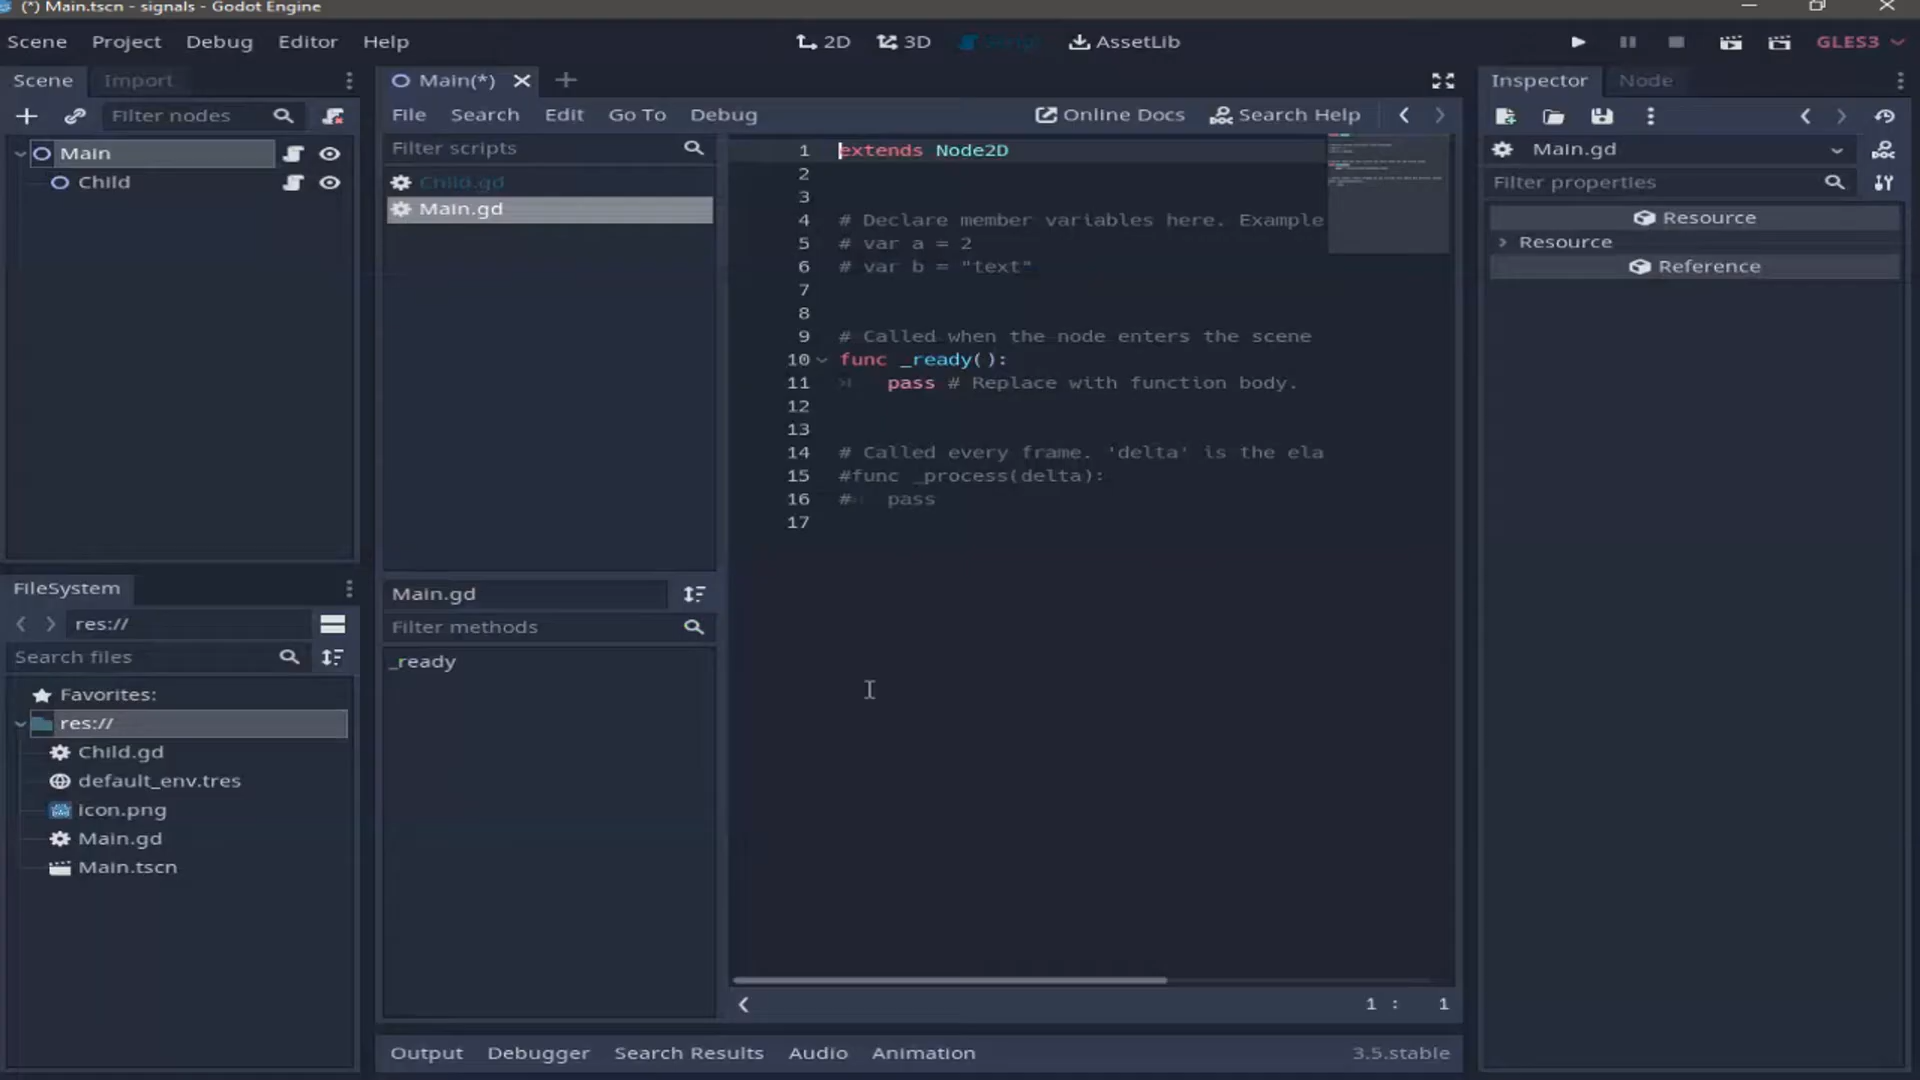 (*) Main.tscn - signals - Godot Engine
Scene Project Debug Editor Help
2D 3D Script AssetLib
GLES3
Scene Import
Filter nodes
Main
Child
FileSystem
res://
Search files
Favorites:
res://
Child.gd
default_env.tres
icon.png
Main.gd
Main.tscn
Main(*)
File Search Edit Go To Debug
Online Docs Search Help
Filter scripts
Child.gd
Main.gd
Main.gd
Filter methods
_ready
1 extends Node2D
2
3
4 # Declare member variables here. Example
5 # var a = 2
6 # var b = "text"
7
8
9 # Called when the node enters the scene
10 func _ready():
11 pass # Replace with function body.
12
13
14 # Called every frame. 'delta' is the ela
15 #func _process(delta):
16 # pass
17
1 : 1
Output Debugger Search Results Audio Animation
3.5.stable
Inspector Node
Main.gd
Filter properties
Resource
Resource
Reference